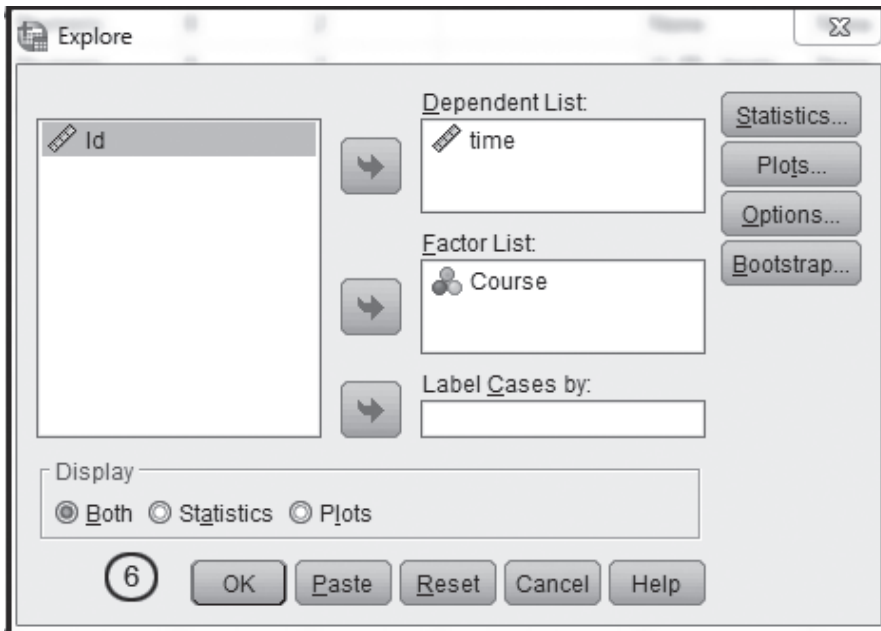 Explore
Dependent List:
Id
time
Statistics...
Plots...
Options...
Bootstrap...
Factor List:
Course
Label Cases by:
Display
Both Statistics Plots
6 OK Paste Reset Cancel Help